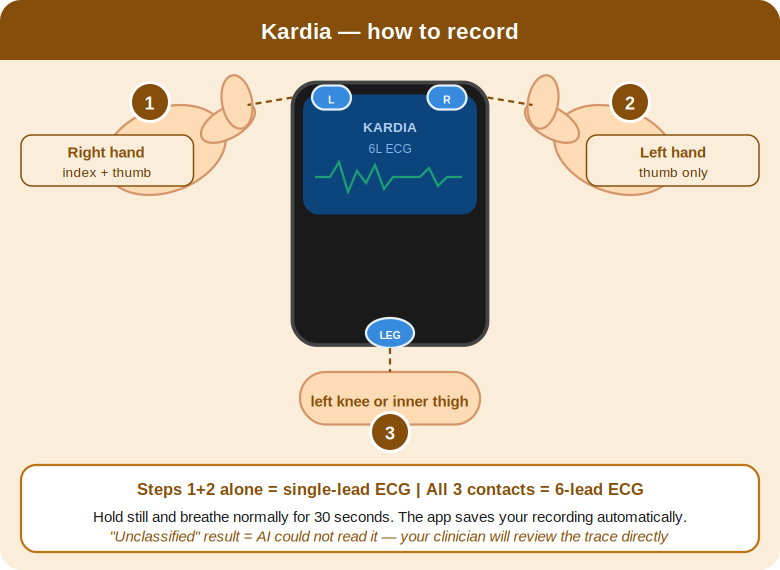 Kardia — how to record
1
2
L
R
Right hand
index + thumb
KARDIA
6L ECG
Left hand
thumb only
LEG
left knee or inner thigh
3
Steps 1+2 alone = single-lead ECG | All 3 contacts = 6-lead ECG
Hold still and breathe normally for 30 seconds. The app saves your recording automatically.
"Unclassified" result = AI could not read it — your clinician will review the trace directly